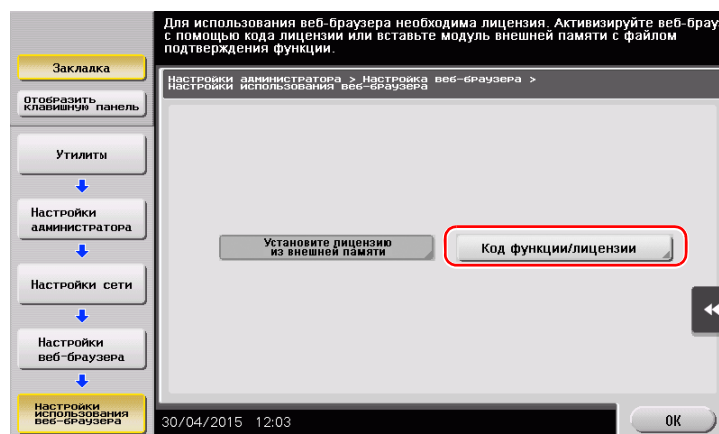 Для использования веб-браузера необходима лицензия. Активизируйте веб-брау
с помощью кода лицензии или вставьте модуль внешней памяти с файлом
подтверждения функции.
Закладка
Отобразить
клавишную панель
Настройки администратора > Настройка веб-браузера >
Настройки использования веб-браузера
Утилиты
Настройки
администратора
Установите лицензию
из внешней памяти
Код функции/лицензии
Настройки сети
Настройки
веб-браузера
Настройки
использования
веб-браузера
30/04/2015 12:03
ОК